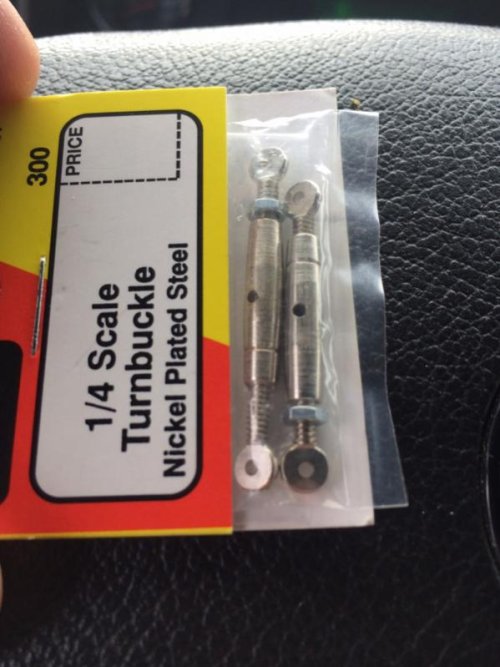 300
PRICE
1/4 Scale
Turnbuckle
Nickel Plated Steel